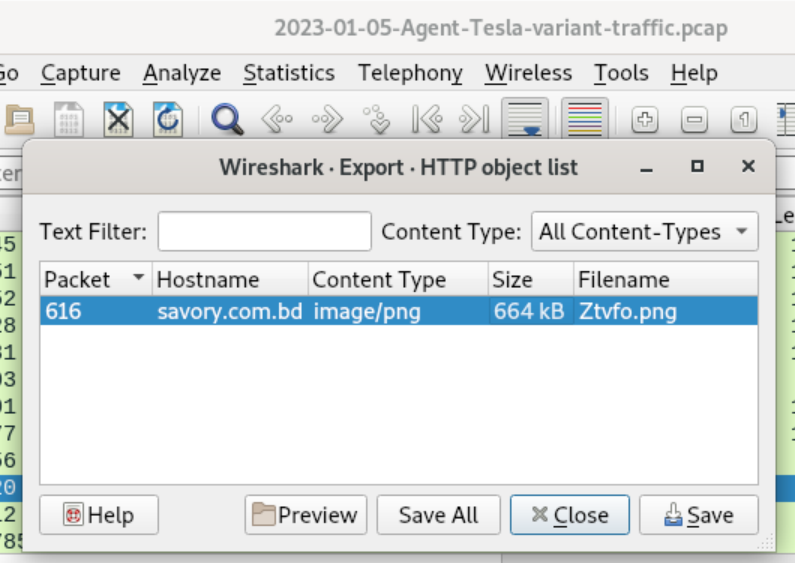 2023-01-05-Agent-Tesla-variant-traffic.pcap
Go Capture Analyze Statistics Telephony Wireless Tools Help
Wireshark · Export · HTTP object list
Text Filter: Content Type: All Content-Types
Packet Hostname Content Type Size Filename
616 savory.com.bd image/png 664 kB Ztvfo.png
Help Preview Save All Close Save